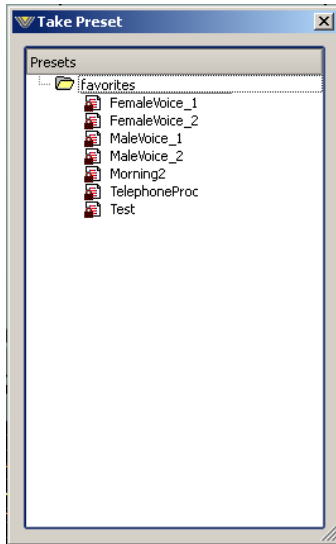 Take Preset
Presets
favorites
FemaleVoice_1
FemaleVoice_2
MaleVoice_1
MaleVoice_2
Morning2
TelephoneProc
Test